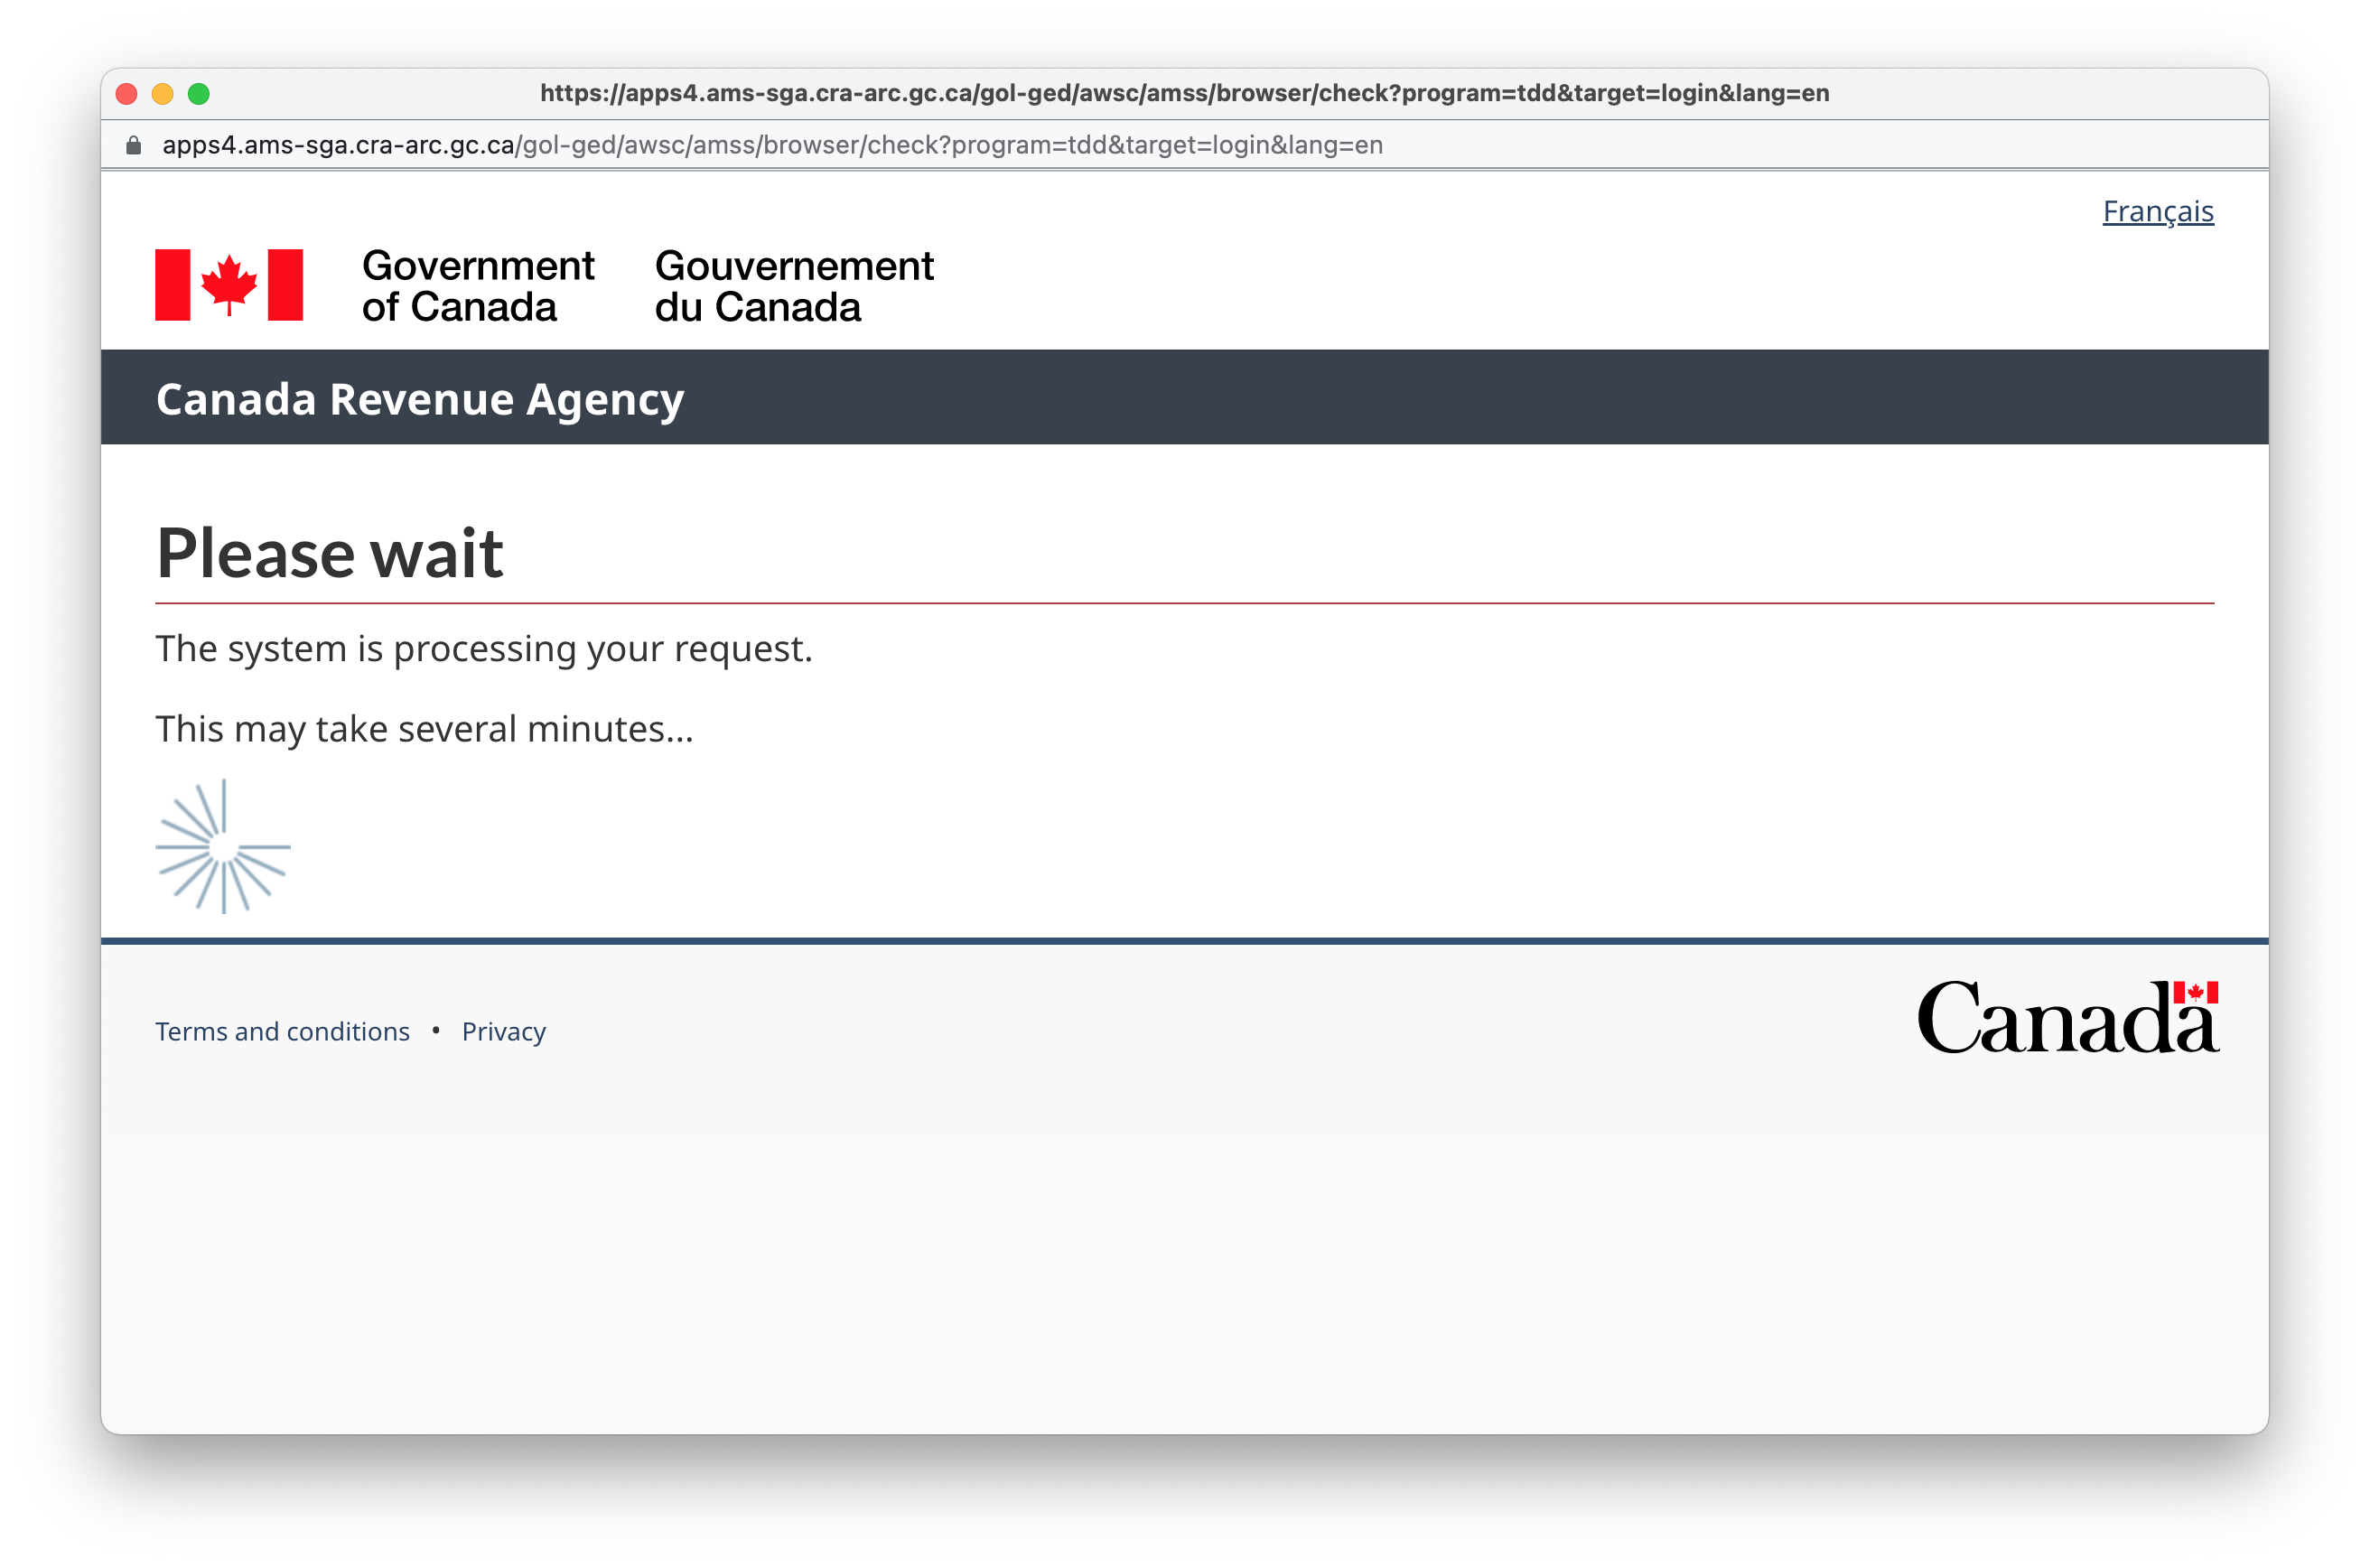 https://apps4.ams-sga.cra-arc.gc.ca/gol-ged/awsc/amss/browser/check?program=tdd&target=login&lang=en
apps4.ams-sga.cra-arc.gc.ca/gol-ged/awsc/amss/browser/check?program=tdd&target=login&lang=en
Français
Government of Canada
Gouvernement du Canada
Canada Revenue Agency
Please wait
The system is processing your request.
This may take several minutes...
Terms and conditions • Privacy
Canada